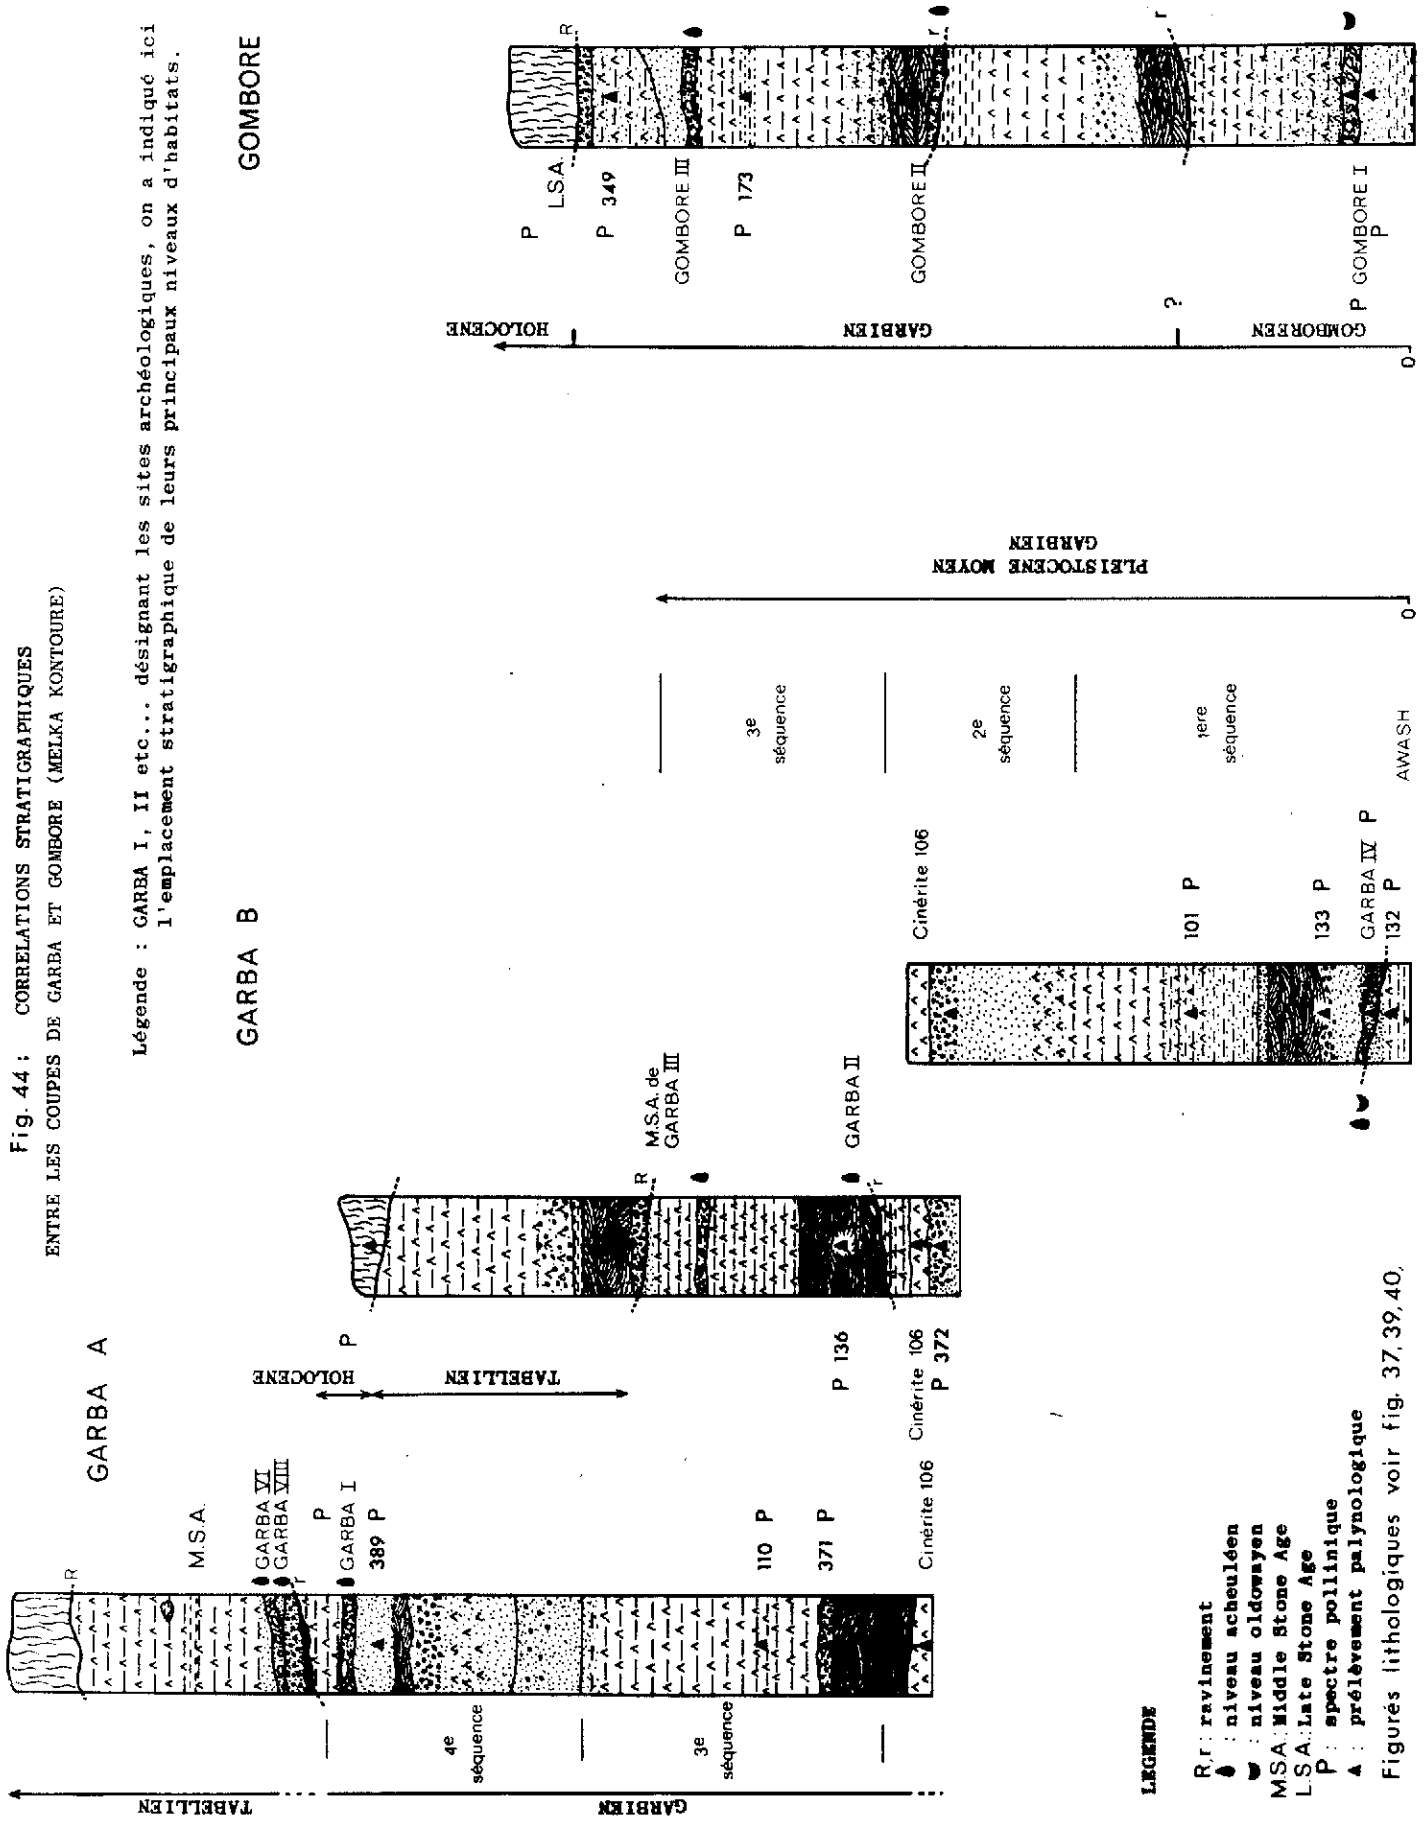 Fig. 44 : CORRELATIONS STRATIGRAPHIQUES
ENTRE LES COUPES DE GARBA ET GOMBORE (MELKA KONTOURE)
Légende : GARBA I, II etc... désignant les sites archéologiques, on a indiqué ici
l'emplacement stratigraphique de leurs principaux niveaux d'habitats.
GARBA A
GARBA B
GOMBORE
TABELLIEN
GARBIEN
4e
séquence
3e
séquence
R
M.S.A.
GARBA VI
GARBA VIII
r
P
GARBA I
389 P
110 P
371 P
Cinérite 106
HOLOCENE
P
TABELLIEN
P 136
Cinérite 106
P 372
R
M.S.A. de
GARBA III
GARBA II
r
Cinérite 106
101 P
133 P
GARBA IV P
132 P
3e
séquence
2e
séquence
1ere
séquence
AWASH
PLEISTOCENE MOYEN
GARBIEN
0
HOLOCENE
GARBIEN
?
GOMBOREEN
0
P
L.S.A.
R
P 349
GOMBORE III
P 173
GOMBORE II
r
r
P GOMBORE I
P
LEGENDE
R,r : ravinement
: niveau acheuléen
: niveau oldowayen
M.S.A.: Middle Stone Age
L.S.A.: Late Stone Age
P : spectre pollinique
: prélèvement palynologique
Figurés lithologiques voir fig. 37, 39, 40,